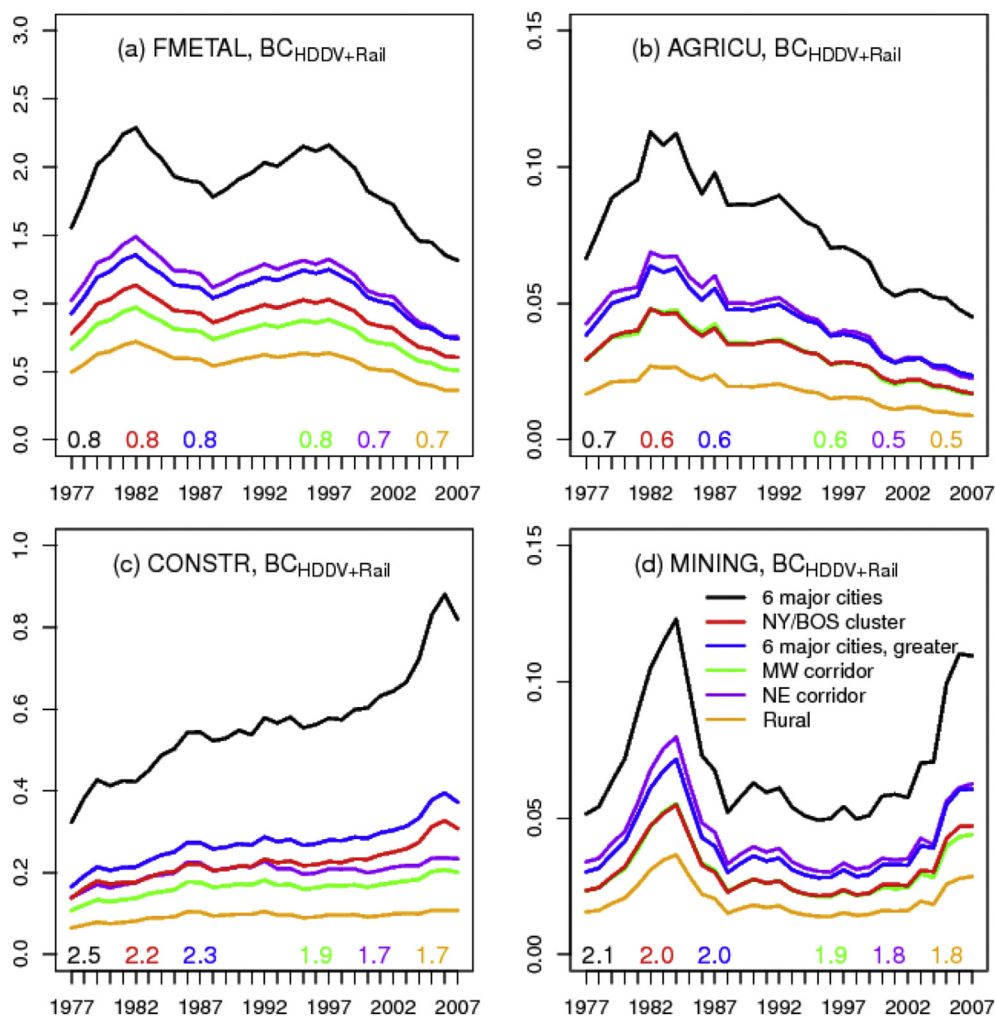 (a) FMETAL, BCHDDV+Rail
3.0
2.5
2.0
1.5
1.0
0.5
0.0
0.8 0.8 0.8 0.8 0.7 0.7
1977 1982 1987 1992 1997 2002 2007
(b) AGRICU, BCHDDV+Rail
0.15
0.10
0.05
0.00
0.7 0.6 0.6 0.6 0.5 0.5
1977 1982 1987 1992 1997 2002 2007
(c) CONSTR, BCHDDV+Rail
1.0
0.8
0.6
0.4
0.2
0.0
2.5 2.2 2.3 1.9 1.7 1.7
1977 1982 1987 1992 1997 2002 2007
(d) MINING, BCHDDV+Rail
6 major cities
NY/BOS cluster
6 major cities, greater
MW corridor
NE corridor
Rural
0.15
0.10
0.05
0.00
2.1 2.0 2.0 1.9 1.8 1.8
1977 1982 1987 1992 1997 2002 2007